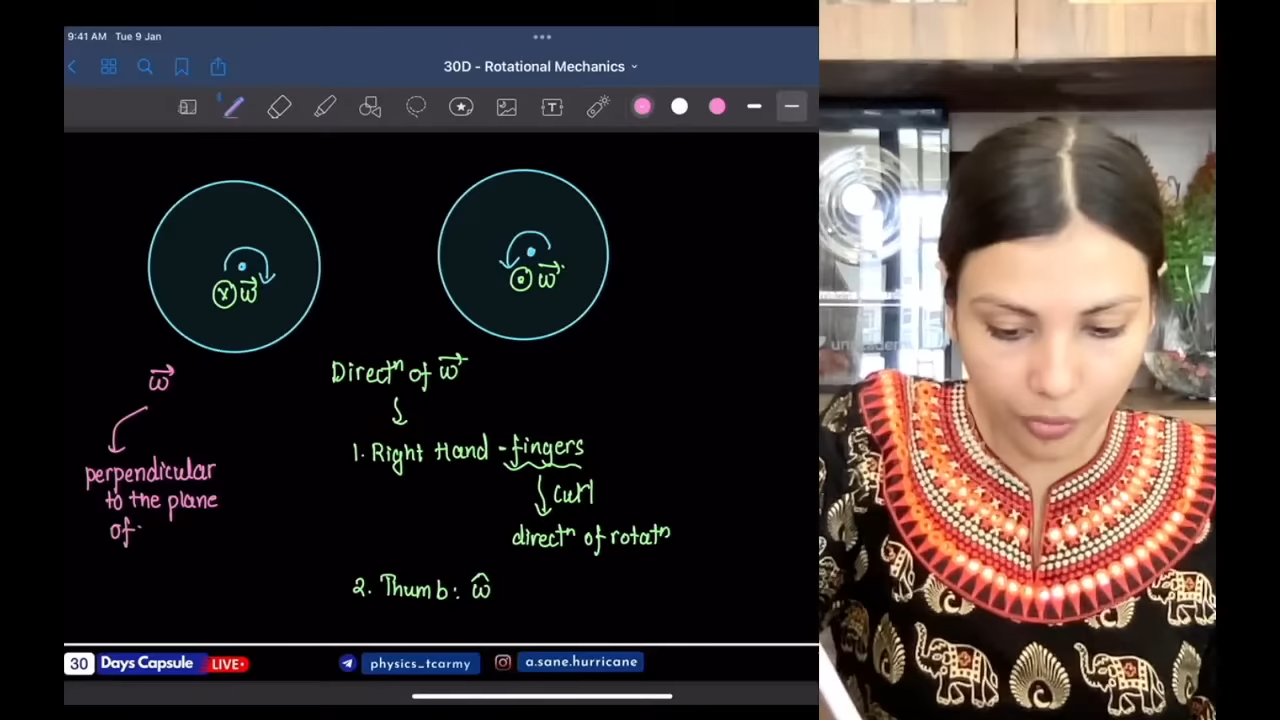 9:41 AM Tue 9 Jan
30D - Rotational Mechanics
T
ω⃗
ω⃗
Directⁿ of ω⃗
1. Right Hand - fingers
curl
directⁿ of rotatⁿ
2. Thumb: ω̂
ω⃗
perpendicular
to the plane
of
30 Days Capsule LIVE
physics_tcarmy
a.sane.hurricane